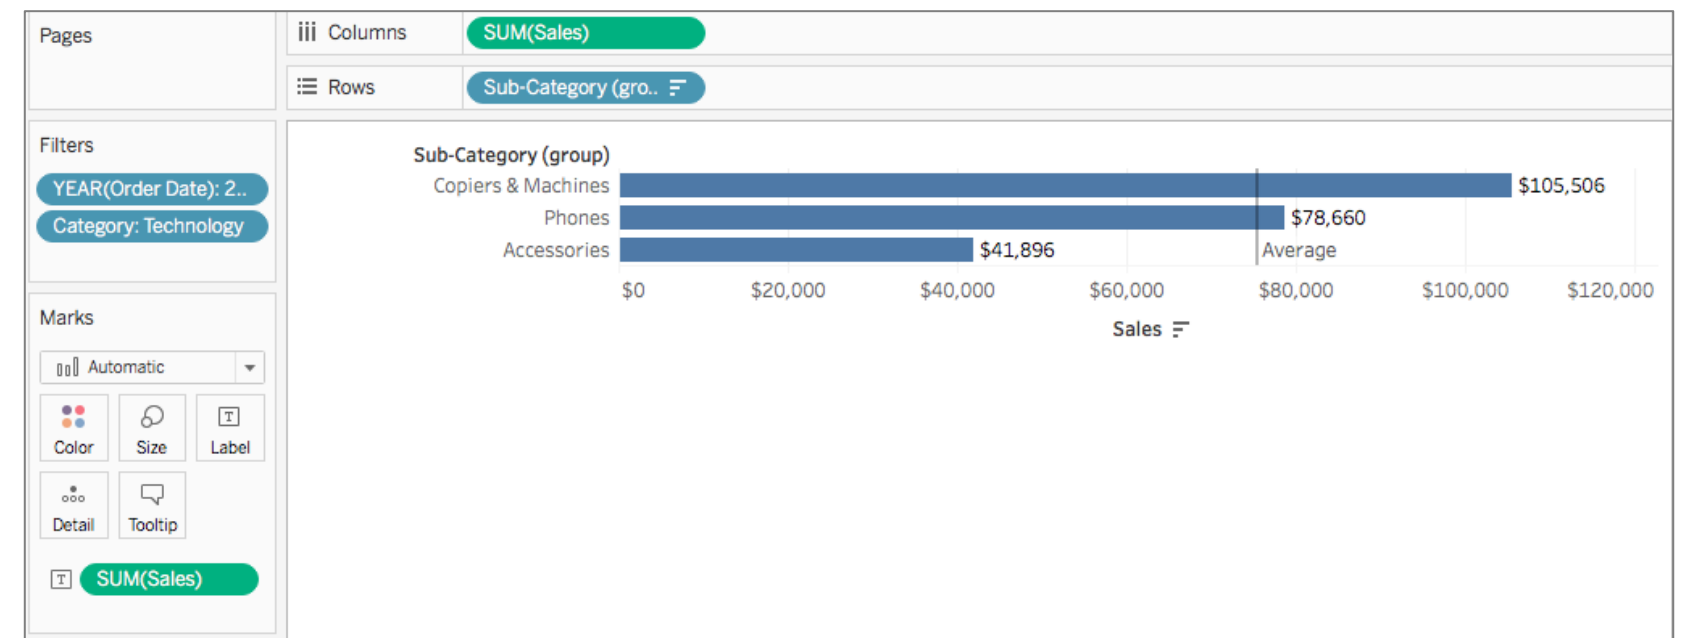 Pages
Columns SUM(Sales)
Rows Sub-Category (gro..
Filters
YEAR(Order Date): 2..
Category: Technology
Marks
Automatic
Color Size T Label
Detail Tooltip
T SUM(Sales)
Sub-Category (group)
Copiers & Machines $105,506
Phones $78,660
Accessories $41,896 Average
$0 $20,000 $40,000 $60,000 $80,000 $100,000 $120,000
Sales